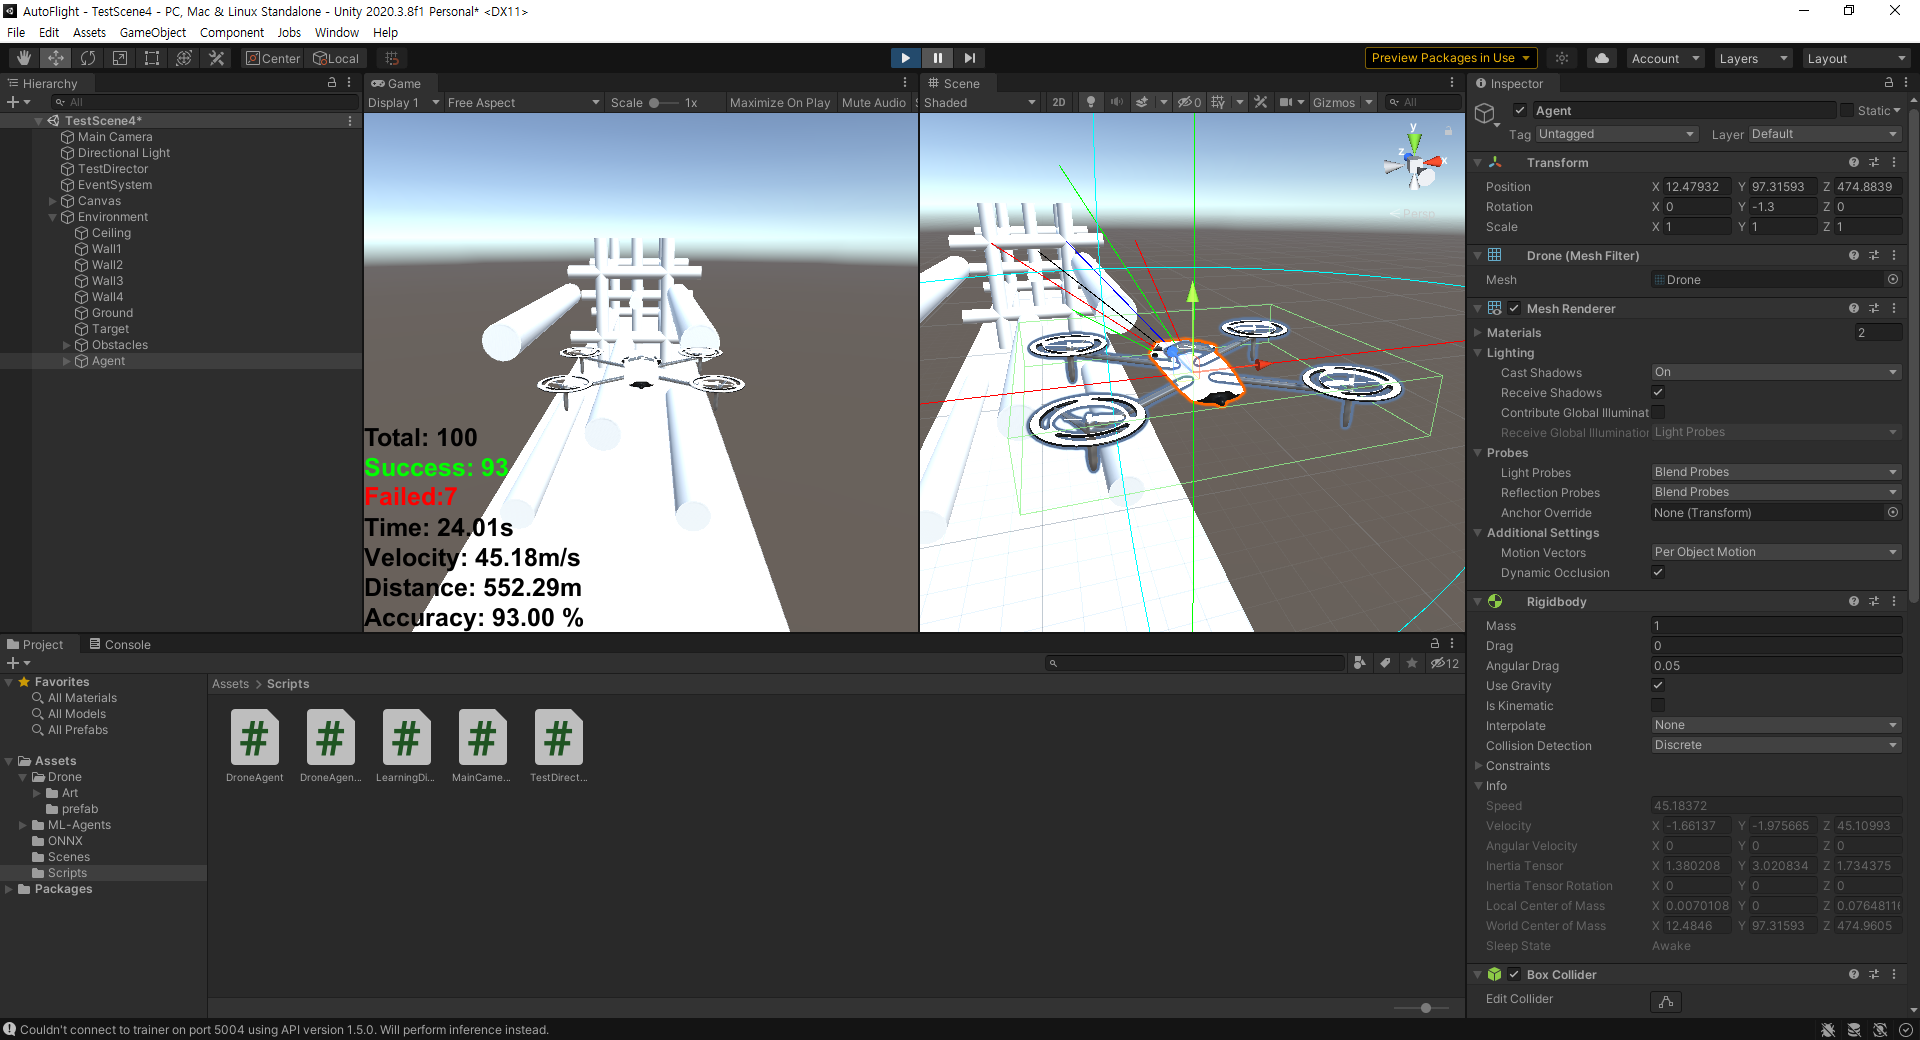 AutoFlight - TestScene4 - PC, Mac & Linux Standalone - Unity 2020.3.8f1 Personal* <DX11>
File Edit Assets GameObject Component Jobs Window Help
Center Local
Preview Packages in Use Account Layers Layout
Hierarchy
All
TestScene4*
Main Camera
Directional Light
TestDirector
EventSystem
Canvas
Environment
Ceiling
Wall1
Wall2
Wall3
Wall4
Ground
Target
Obstacles
Agent
Game
Display 1 Free Aspect Scale 1x Maximize On Play Mute Audio
Total: 100
Success: 93
Failed:7
Time: 24.01s
Velocity: 45.18m/s
Distance: 552.29m
Accuracy: 93.00 %
Scene
Shaded 2D 0 Gizmos All
y
z x
Persp
Inspector
Agent Static
Tag Untagged Layer Default
Transform
Position X 12.47932 Y 97.31593 Z 474.8839
Rotation X 0 Y -1.3 Z 0
Scale X 1 Y 1 Z 1
Drone (Mesh Filter)
Mesh Drone
Mesh Renderer
Materials 2
Lighting
Cast Shadows On
Receive Shadows
Contribute Global Illuminat
Receive Global Illumination Light Probes
Probes
Light Probes Blend Probes
Reflection Probes Blend Probes
Anchor Override None (Transform)
Additional Settings
Motion Vectors Per Object Motion
Dynamic Occlusion
Rigidbody
Mass 1
Drag 0
Angular Drag 0.05
Use Gravity
Is Kinematic
Interpolate None
Collision Detection Discrete
Constraints
Info
Speed 45.18372
Velocity X -1.66137 Y -1.975665 Z 45.10993
Angular Velocity X 0 Y 0 Z 0
Inertia Tensor X 1.380208 Y 3.020834 Z 1.734375
Inertia Tensor Rotation X 0 Y 0 Z 0
Local Center of Mass X 0.0070108 Y 0 Z 0.0764811
World Center of Mass X 12.4846 Y 97.31593 Z 474.9605
Sleep State Awake
Box Collider
Edit Collider
Project Console
12
Favorites
All Materials
All Models
All Prefabs
Assets
Drone
Art
prefab
ML-Agents
ONNX
Scenes
Scripts
Packages
Assets > Scripts
DroneAgent DroneAgen... LearningDi... MainCame... TestDirect...
Couldn't connect to trainer on port 5004 using API version 1.5.0. Will perform inference instead.